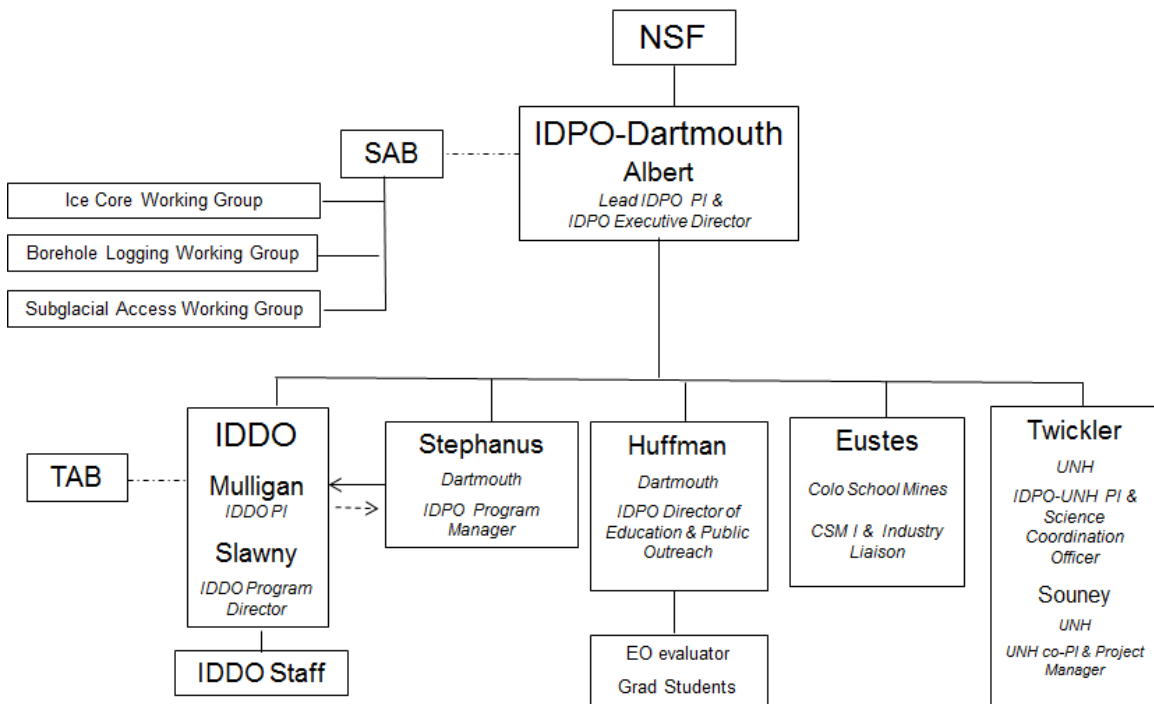 NSF
IDPO-Dartmouth
Albert
Lead IDPO PI &
IDPO Executive Director
SAB
Ice Core Working Group
Borehole Logging Working Group
Subglacial Access Working Group
IDDO
Mulligan
IDDO PI
Slawny
IDDO Program
Director
IDDO Staff
TAB
Stephanus
Dartmouth
IDPO Program
Manager
Huffman
Dartmouth
IDPO Director of
Education & Public
Outreach
EO evaluator
Grad Students
Eustes
Colo School Mines
CSM I & Industry
Liaison
Twickler
UNH
IDPO-UNH PI &
Science
Coordination
Officer
Souney
UNH
UNH co-PI & Project
Manager